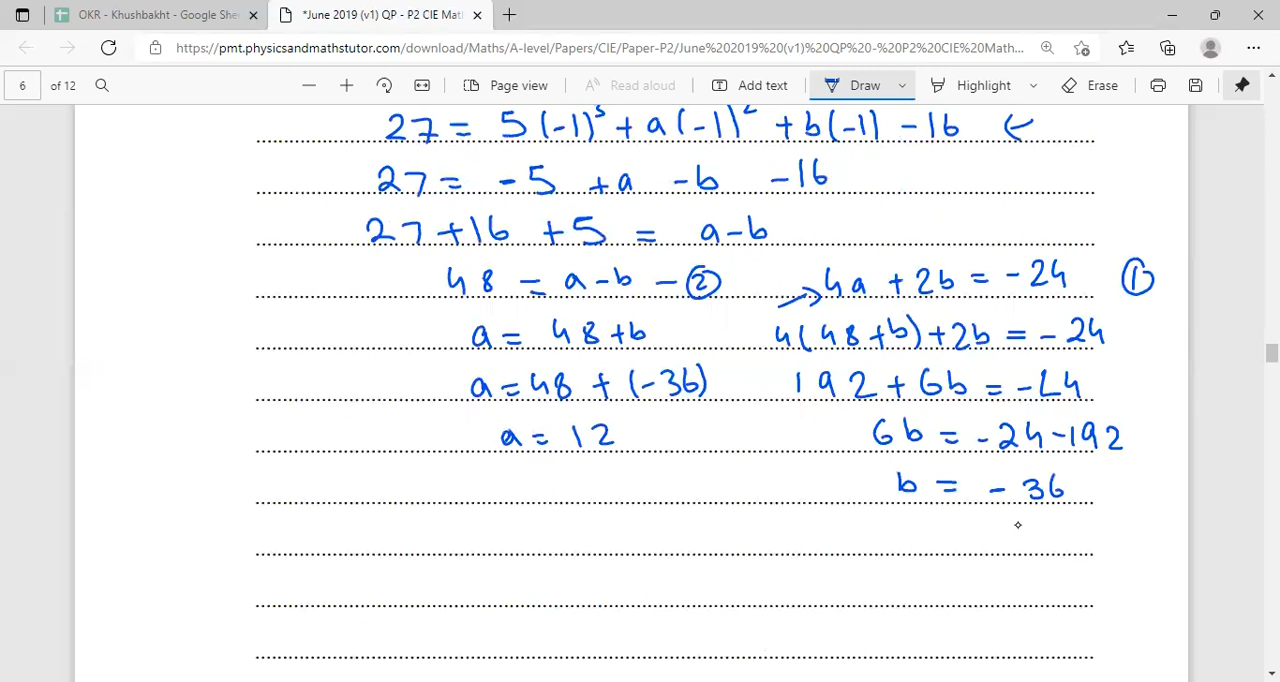 OKR - Khushbakht - Google Shee
*June 2019 (v1) QP - P2 CIE Mat
https://pmt.physicsandmathstutor.com/download/Maths/A-level/Papers/CIE/Paper-P2/June%202019%20(v1)%20QP%20-%20P2%20CIE%20Math...
6 of 12 Page view Read aloud Add text Draw Highlight Erase
27 = 5(-1)³ + a(-1)² + b(-1) - 16 ←
27 = -5 + a - b - 16
27 + 16 + 5 = a - b
48 = a - b - ② 4a + 2b = -24 ①
a = 48 + b 4(48 + b) + 2b = -24
a = 48 + (-36) 192 + 6b = -24
a = 12 6b = -24 - 192
b = -36